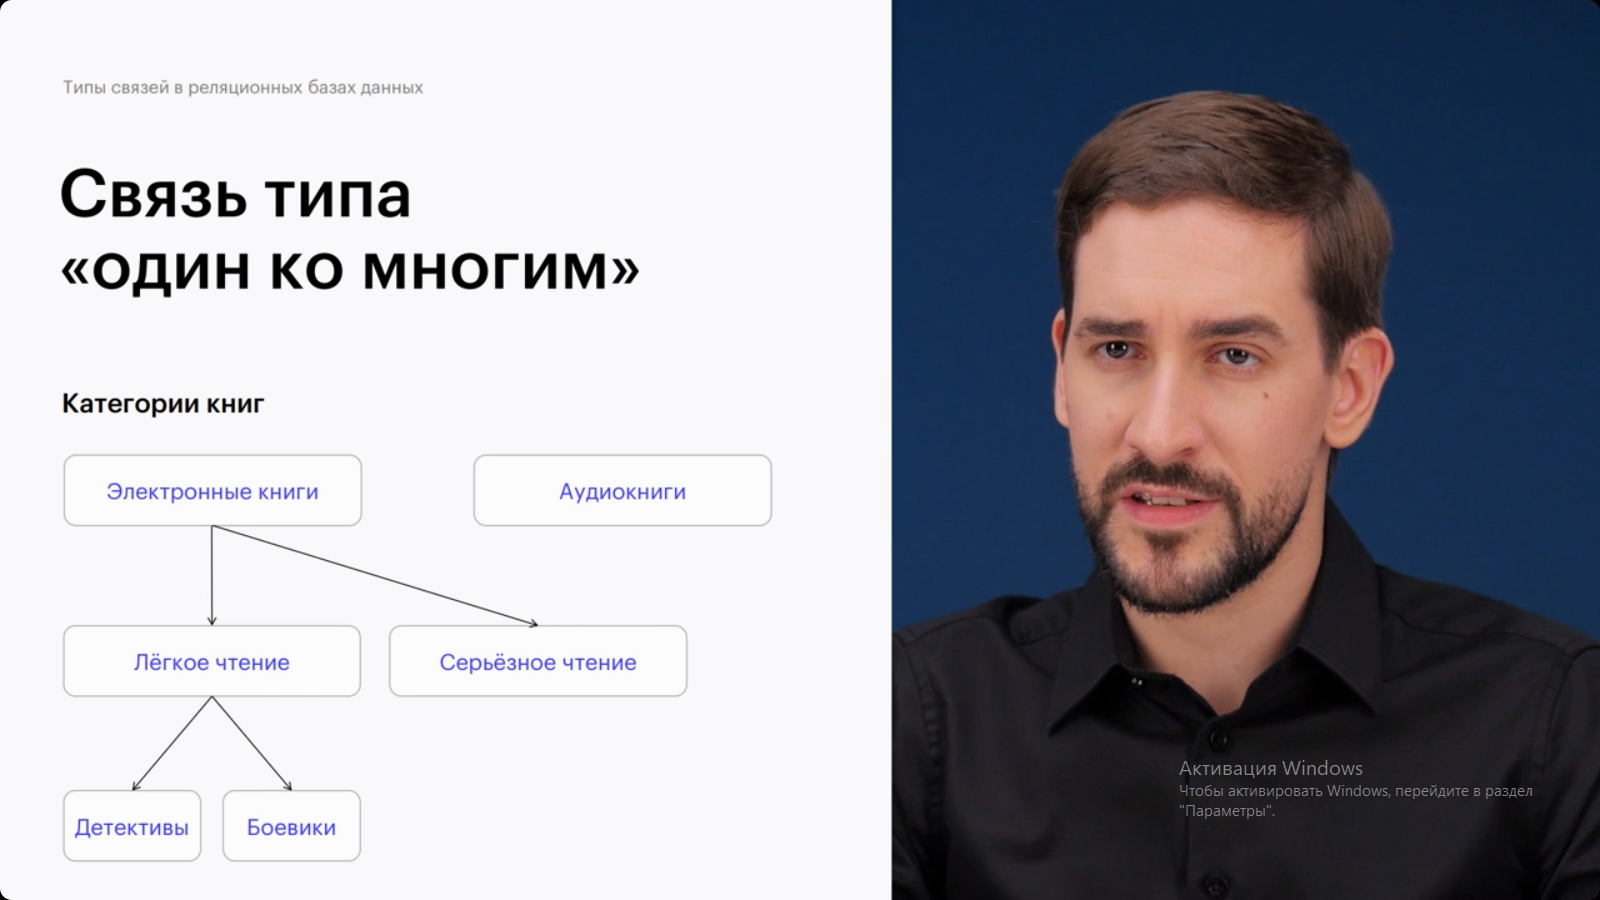 Типы связей в реляционных базах данных
Связь типа
«один ко многим»
Категории книг
Электронные книги
Аудиокниги
Лёгкое чтение
Серьёзное чтение
Детективы
Боевики
Активация Windows
Чтобы активировать Windows, перейдите в раздел
"Параметры".